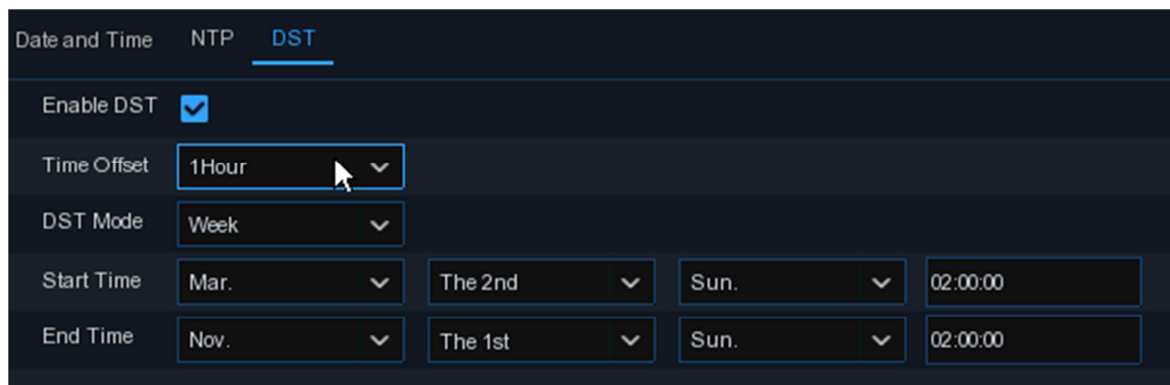 Date and Time NTP DST
Enable DST
Time Offset 1Hour
DST Mode Week
Start Time Mar. The 2nd Sun. 02:00:00
End Time Nov. The 1st Sun. 02:00:00